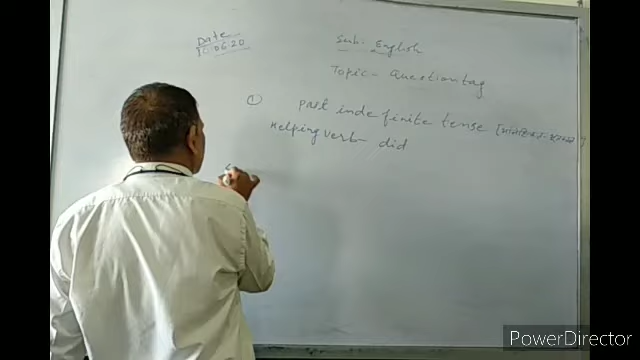 Date
10.06.20
Sub. English
Topic - Question tag
① Past indefinite tense
Helping verb - did
PowerDirector